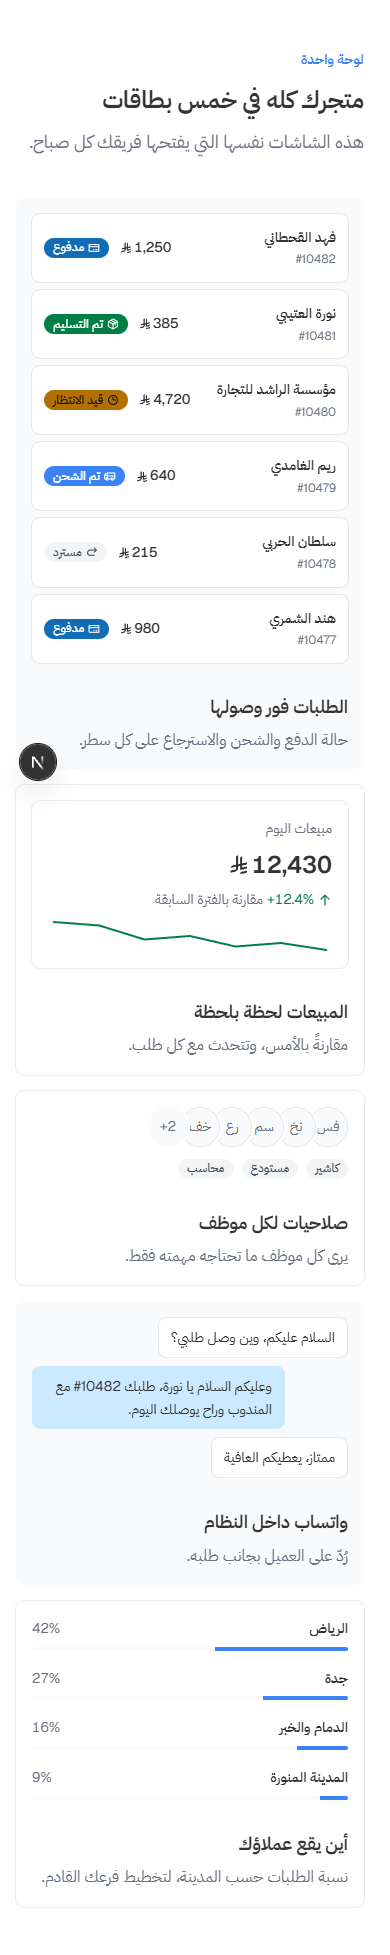 لوحة واحدة
متجرك كله في خمس بطاقات
هذه الشاشات نفسها التي يفتحها فريقك كل صباح.
فهد القحطاني
#10482
1,250
مدفوع
نورة العتيبي
#10481
385
تم التسليم
مؤسسة الراشد للتجارة
#10480
4,720
قيد الانتظار
ريم الغامدي
#10479
640
تم الشحن
سلطان الحربي
#10478
215
مسترد
هند الشمري
#10477
980
مدفوع
الطلبات فور وصولها
حالة الدفع والشحن والاسترجاع على كل سطر.
N
مبيعات اليوم
12,430
+12.4% مقارنة بالفترة السابقة
المبيعات لحظة بلحظة
مقارنةً بالأمس، وتتحدث مع كل طلب.
فس نخ سم رع خف +2
كاشير مستودع محاسب
صلاحيات لكل موظف
يرى كل موظف ما تحتاجه مهمته فقط.
السلام عليكم، وين وصل طلبي؟
وعليكم السلام يا نورة، طلبك #10482 مع
المندوب وراح يوصلك اليوم.
ممتاز، يعطيكم العافية
واتساب داخل النظام
رُدّ على العميل بجانب طلبه.
الرياض 42%
جدة 27%
الدمام والخبر 16%
المدينة المنورة 9%
أين يقع عملاؤك
نسبة الطلبات حسب المدينة، لتخطيط فرعك القادم.